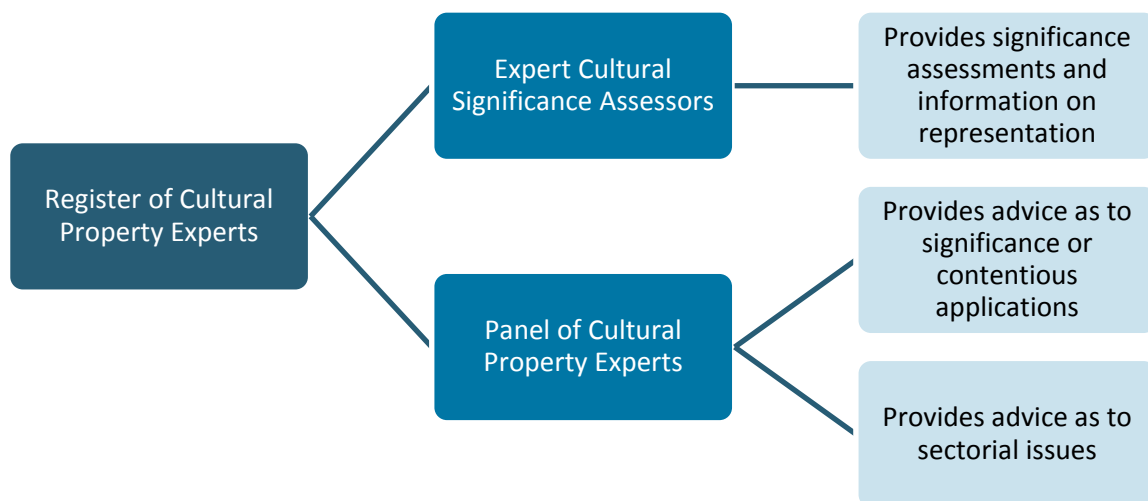 Register of Cultural
Property Experts
Expert Cultural
Significance Assessors
Provides significance
assessments and
information on
representation
Panel of Cultural
Property Experts
Provides advice as to
significance or
contentious
applications
Provides advice as to
sectorial issues